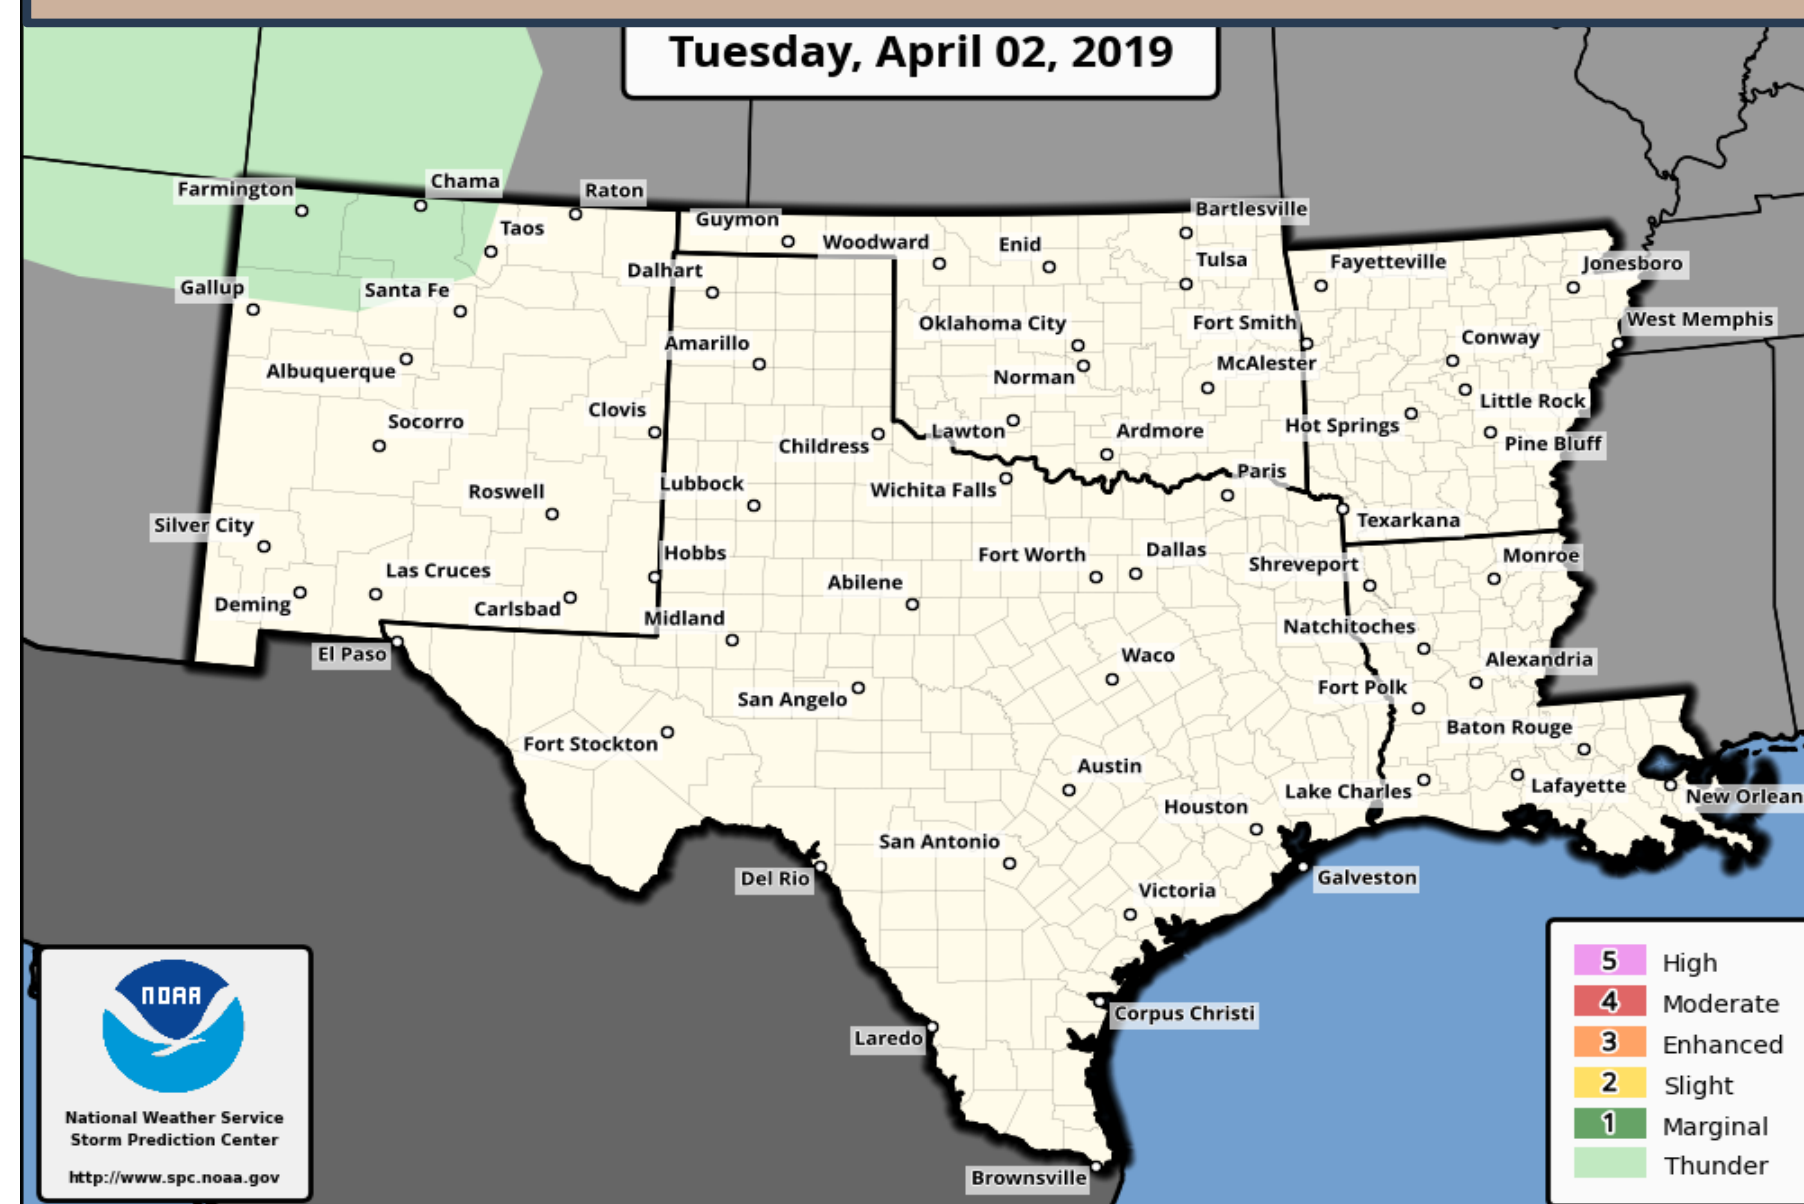 Tuesday, April 02, 2019
Farmington
Chama
Raton
Taos
Guymon
Woodward
Enid
Bartlesville
Tulsa
Fayetteville
Jonesboro
Gallup
Santa Fe
Dalhart
Oklahoma City
Fort Smith
West Memphis
Conway
Amarillo
McAlester
Albuquerque
Norman
Little Rock
Socorro
Clovis
Childress
Lawton
Ardmore
Hot Springs
Pine Bluff
Roswell
Lubbock
Wichita Falls
Paris
Silver City
Texarkana
Hobbs
Fort Worth
Dallas
Shreveport
Monroe
Las Cruces
Deming
Carlsbad
Abilene
Midland
Natchitoches
El Paso
Waco
Alexandria
San Angelo
Fort Polk
Fort Stockton
Baton Rouge
Austin
Houston
Lake Charles
Lafayette
New Orlean
San Antonio
Del Rio
Galveston
Victoria
Corpus Christi
Laredo
Brownsville
NOAA
National Weather Service
Storm Prediction Center
http://www.spc.noaa.gov
5 High
4 Moderate
3 Enhanced
2 Slight
1 Marginal
Thunder